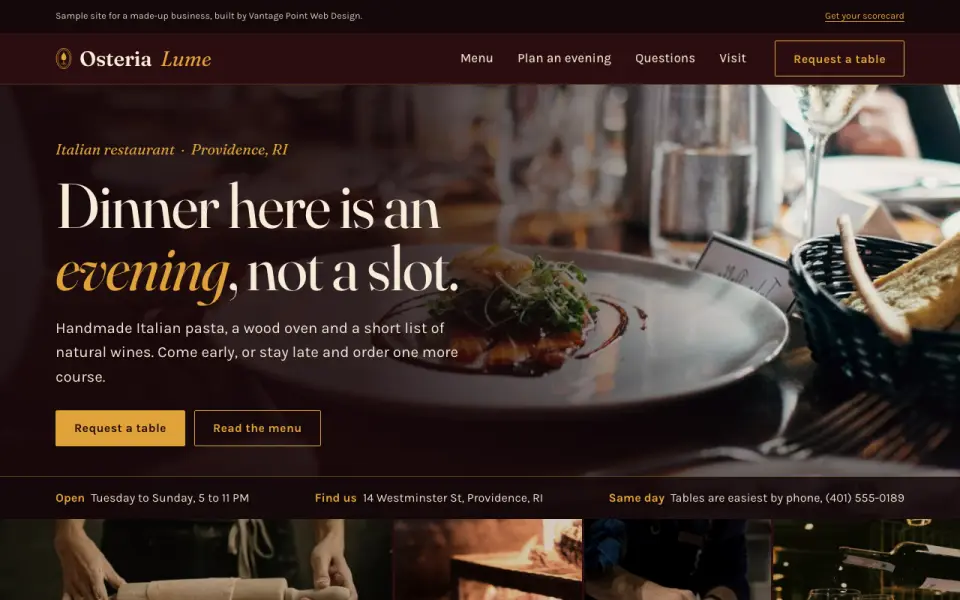 Sample site for a made-up business, built by Vantage Point Web Design.
Get your scorecard
Osteria Lume
Menu
Plan an evening
Questions
Visit
Request a table
Italian restaurant · Providence, RI
Dinner here is an
evening, not a slot.
Handmade Italian pasta, a wood oven and a short list of
natural wines. Come early, or stay late and order one more
course.
Request a table
Read the menu
Open Tuesday to Sunday, 5 to 11 PM
Find us 14 Westminster St, Providence, RI
Same day Tables are easiest by phone, (401) 555-0189